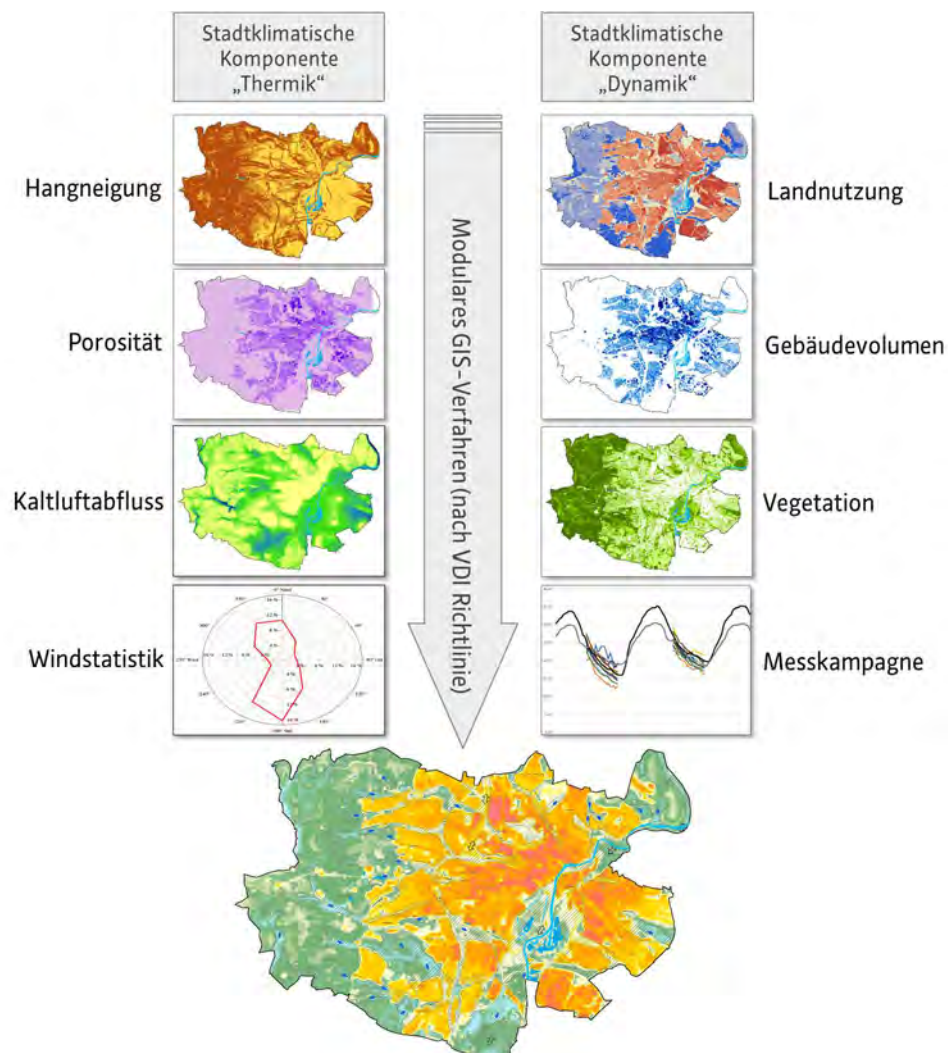 Stadtklimatische
Komponente
„Thermik“
Stadtklimatische
Komponente
„Dynamik“
Hangneigung
Landnutzung
Porosität
Gebäudevolumen
Kaltluftabfluss
Vegetation
Windstatistik
Messkampagne
Modulares GIS-Verfahren (nach VDI Richtlinie)